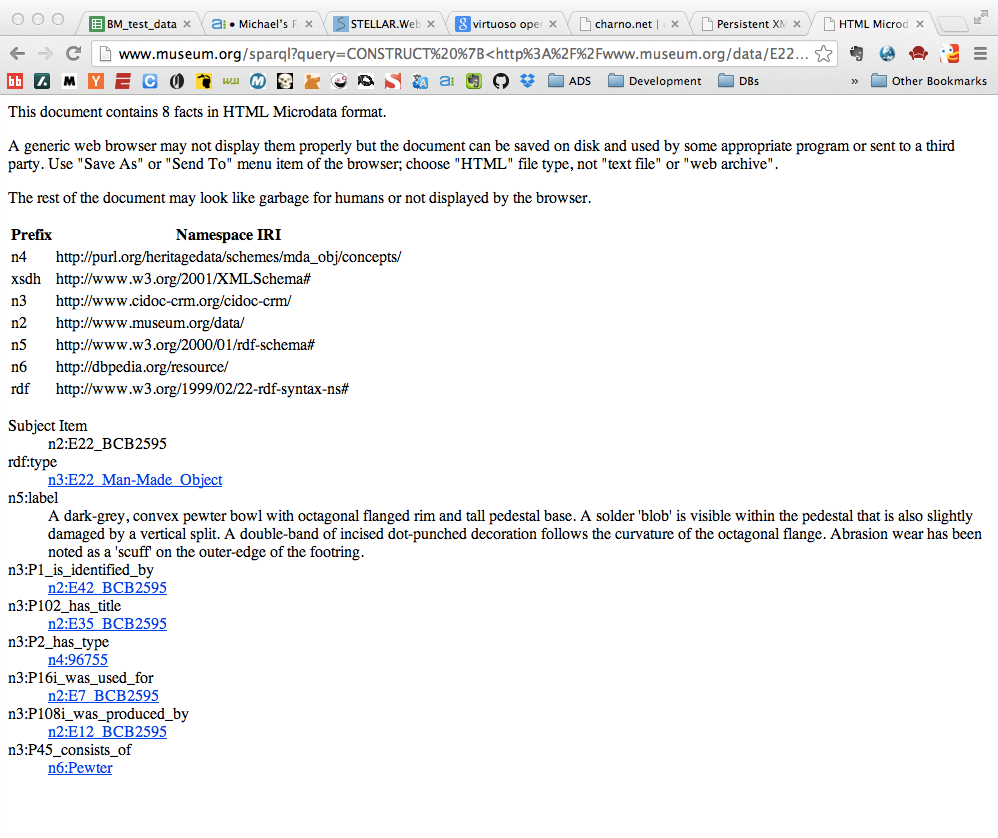 BM_test_data
a: • Michael's F
STELLAR.Web
virtuoso ope
charno.net |
Persistent XM
HTML Microd
www.museum.org/sparql?query=CONSTRUCT%20%7B<http%3A%2F%2Fwww.museum.org/data/E22...
ADS
Development
DBs
» Other Bookmarks
This document contains 8 facts in HTML Microdata format.
A generic web browser may not display them properly but the document can be saved on disk and used by some appropriate program or sent to a third
party. Use "Save As" or "Send To" menu item of the browser; choose "HTML" file type, not "text file" or "web archive".
The rest of the document may look like garbage for humans or not displayed by the browser.
Prefix Namespace IRI
n4 http://purl.org/heritagedata/schemes/mda_obj/concepts/
xsdh http://www.w3.org/2001/XMLSchema#
n3 http://www.cidoc-crm.org/cidoc-crm/
n2 http://www.museum.org/data/
n5 http://www.w3.org/2000/01/rdf-schema#
n6 http://dbpedia.org/resource/
rdf http://www.w3.org/1999/02/22-rdf-syntax-ns#
Subject Item
n2:E22_BCB2595
rdf:type
n3:E22_Man-Made_Object
n5:label
A dark-grey, convex pewter bowl with octagonal flanged rim and tall pedestal base. A solder 'blob' is visible within the pedestal that is also slightly
damaged by a vertical split. A double-band of incised dot-punched decoration follows the curvature of the octagonal flange. Abrasion wear has been
noted as a 'scuff' on the outer-edge of the footring.
n3:P1_is_identified_by
n2:E42_BCB2595
n3:P102_has_title
n2:E35_BCB2595
n3:P2_has_type
n4:96755
n3:P16i_was_used_for
n2:E7_BCB2595
n3:P108i_was_produced_by
n2:E12_BCB2595
n3:P45_consists_of
n6:Pewter